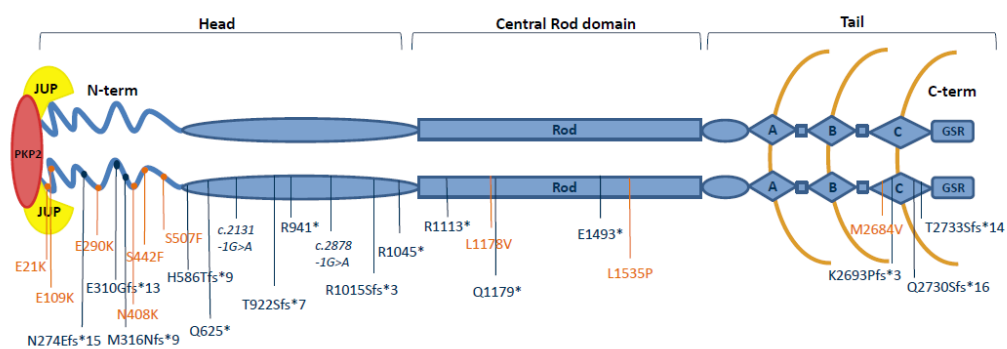 Head Central Rod domain Tail
JUP N-term C-term
PKP2 Rod A B C GSR
Rod A B C GSR
JUP
c.2131
-1G>A
R941*
c.2878
-1G>A
R1045*
R1113*
L1178V
E1493*
M2684V
T2733Sfs*14
E21K
E290K
S442F
S507F
H586Tfs*9
L1535P
K2693Pfs*3
E109K
E310Gfs*13
N408K
T922Sfs*7
R1015Sfs*3
Q1179*
Q2730Sfs*16
N274Efs*15
M316Nfs*9
Q625*